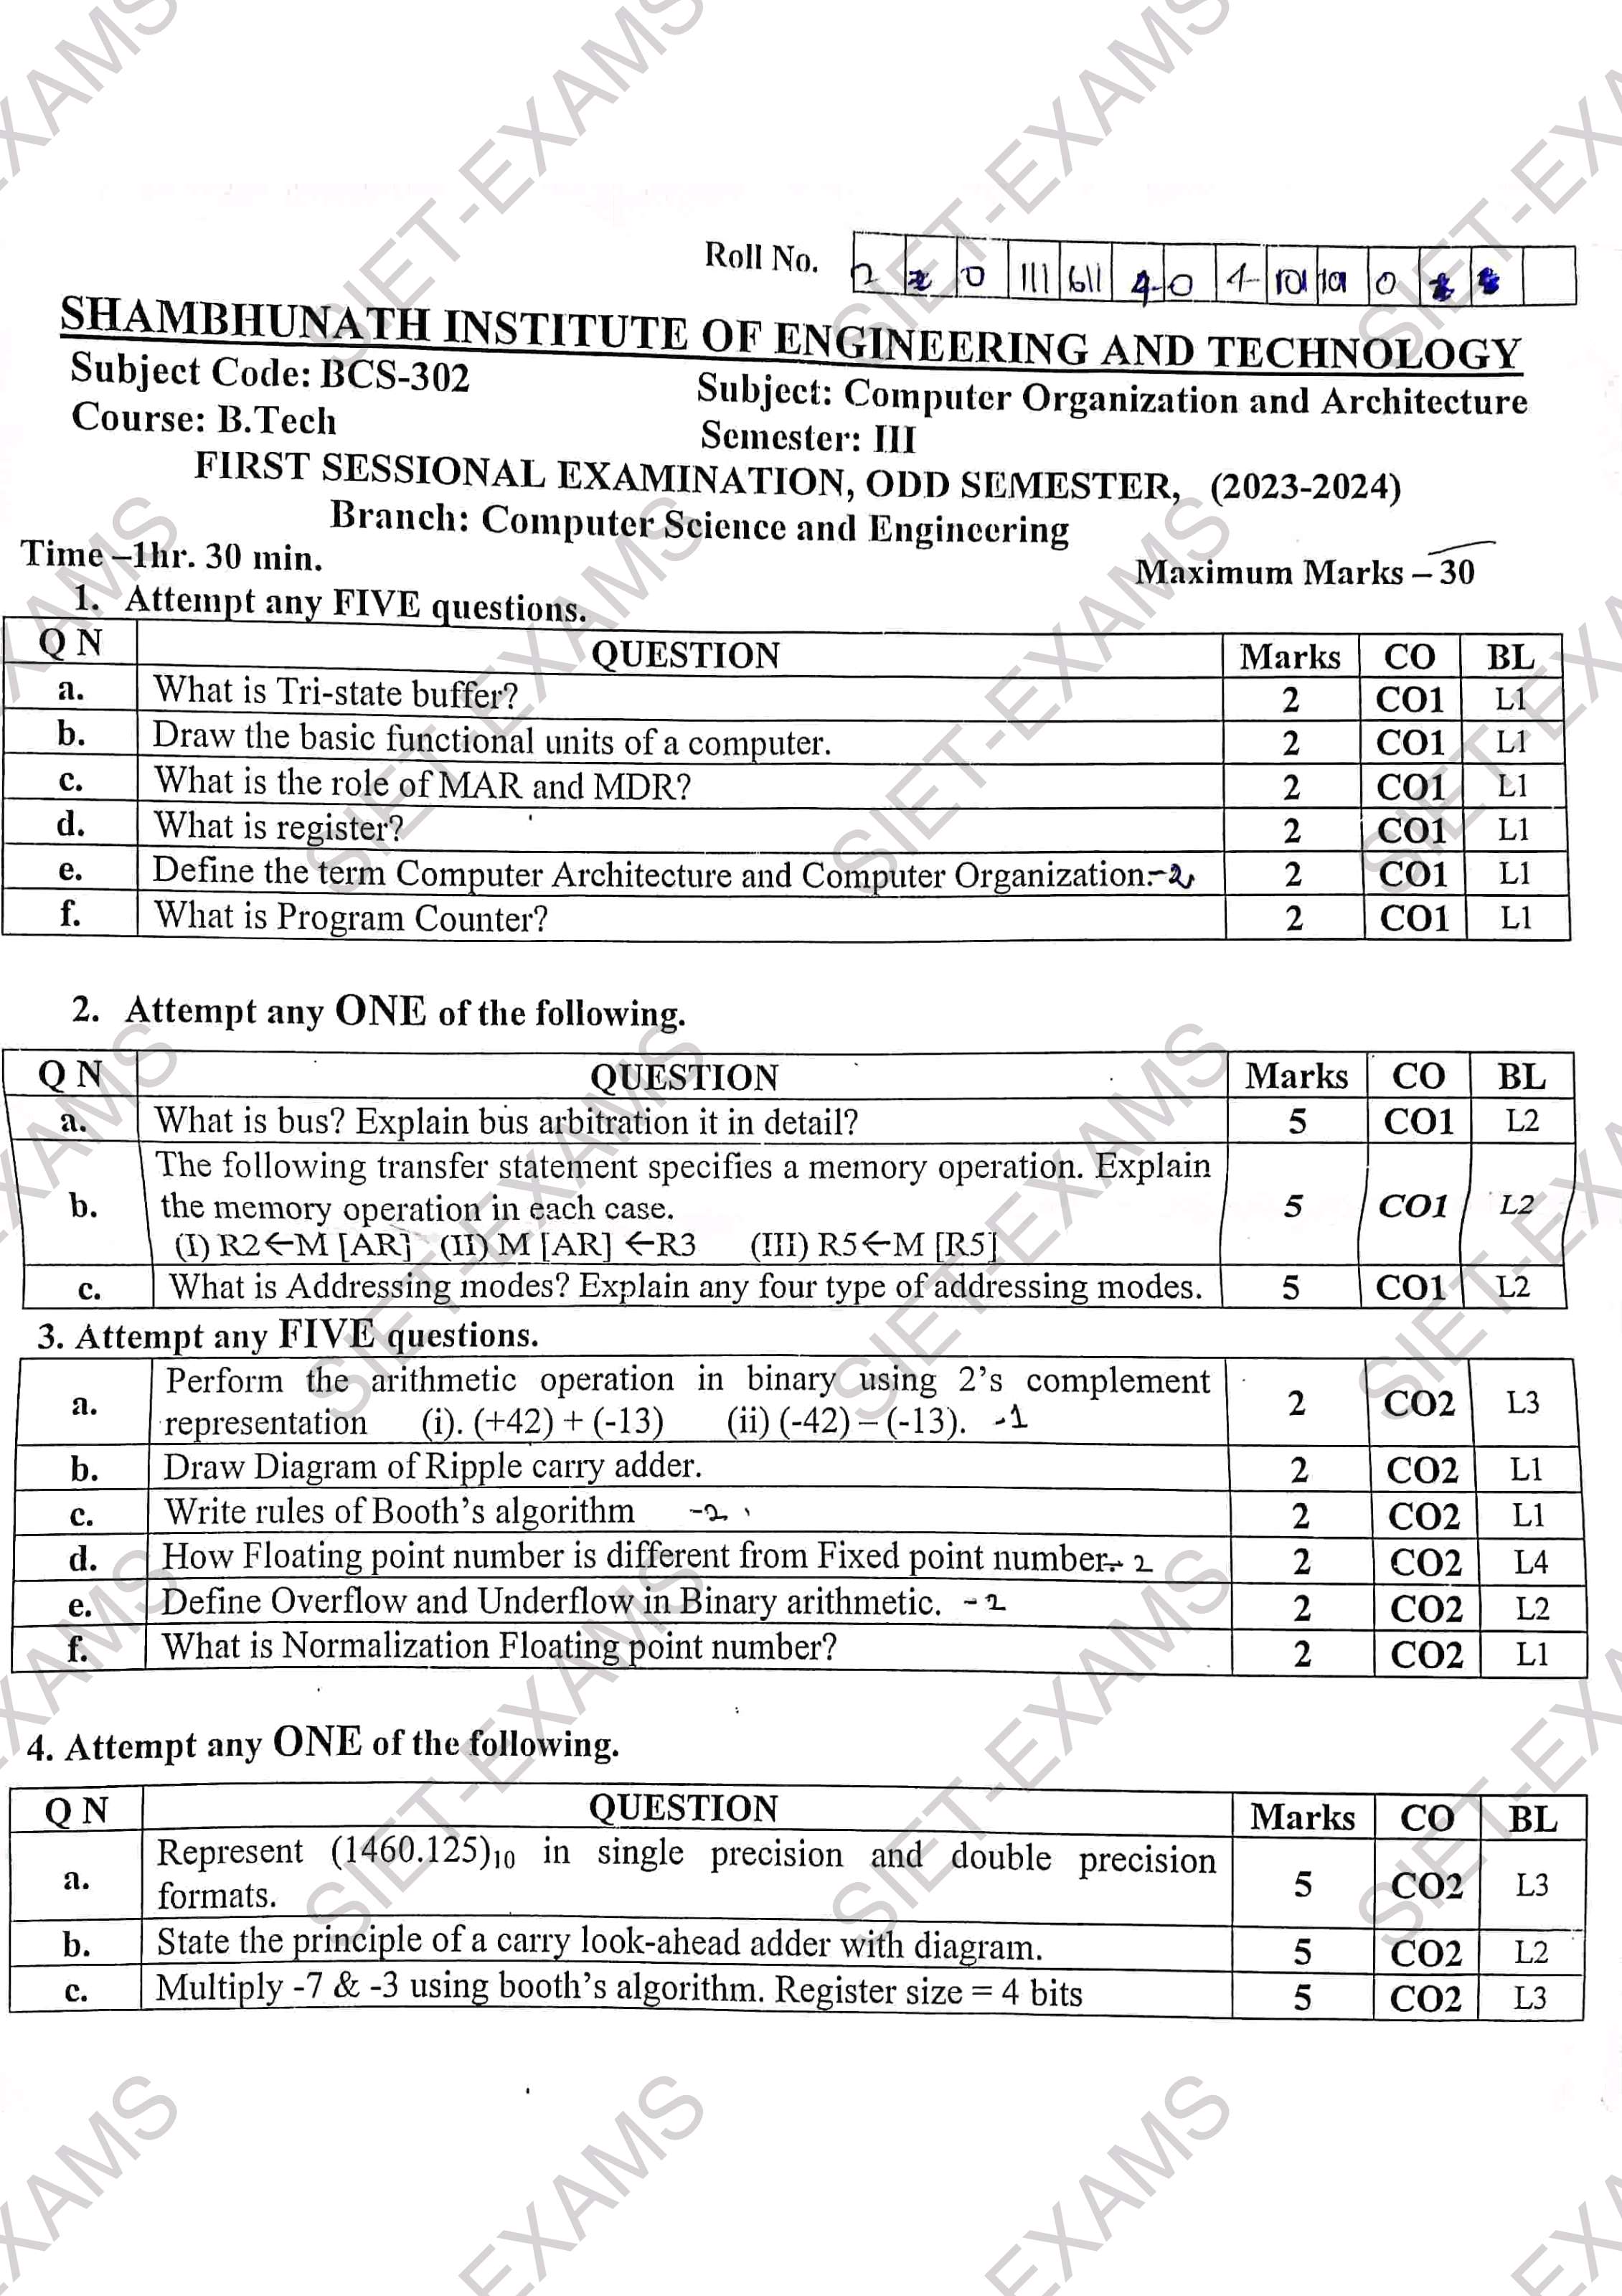 Roll No.
SHAMBHUNATH INSTITUTE OF ENGINEERING AND TECHNOLOGY
Subject Code: BCS-302 Subject: Computer Organization and Architecture
Course: B.Tech Semester: III
FIRST SESSIONAL EXAMINATION, ODD SEMESTER, (2023-2024)
Branch: Computer Science and Engineering
Time –1hr. 30 min. Maximum Marks – 30
1. Attempt any FIVE questions.
Q N QUESTION Marks CO BL
a. What is Tri-state buffer? 2 CO1 L1
b. Draw the basic functional units of a computer. 2 CO1 L1
c. What is the role of MAR and MDR? 2 CO1 L1
d. What is register? 2 CO1 L1
e. Define the term Computer Architecture and Computer Organization. -2 2 CO1 L1
f. What is Program Counter? 2 CO1 L1
2. Attempt any ONE of the following.
Q N QUESTION Marks CO BL
a. What is bus? Explain bus arbitration it in detail? 5 CO1 L2
The following transfer statement specifies a memory operation. Explain
b. the memory operation in each case. 5 CO1 L2
(I) R2←M [AR] (II) M [AR] ←R3 (III) R5←M [R5]
c. What is Addressing modes? Explain any four type of addressing modes. 5 CO1 L2
3. Attempt any FIVE questions.
a. Perform the arithmetic operation in binary using 2's complement 2 CO2 L3
representation (i). (+42) + (-13) (ii) (-42) – (-13). -1
b. Draw Diagram of Ripple carry adder. 2 CO2 L1
c. Write rules of Booth's algorithm -2 2 CO2 L1
d. How Floating point number is different from Fixed point number. - 2 2 CO2 L4
e. Define Overflow and Underflow in Binary arithmetic. -2 2 CO2 L2
f. What is Normalization Floating point number? 2 CO2 L1
4. Attempt any ONE of the following.
Q N QUESTION Marks CO BL
a. Represent (1460.125)₁₀ in single precision and double precision 5 CO2 L3
formats.
b. State the principle of a carry look-ahead adder with diagram. 5 CO2 L2
c. Multiply -7 & -3 using booth's algorithm. Register size = 4 bits 5 CO2 L3
SIET-EXAMS